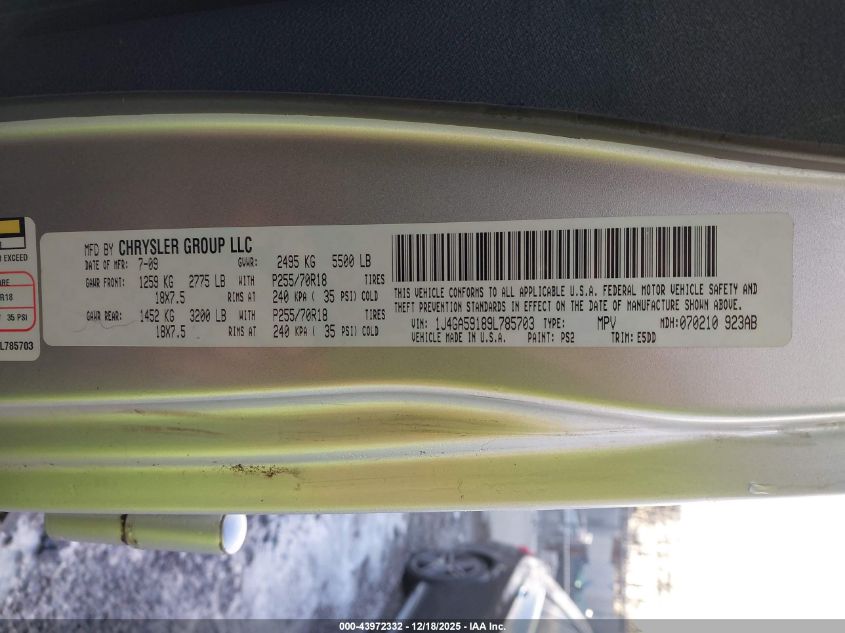 MFD BY CHRYSLER GROUP LLC
DATE OF MFR: 7-09 GVWR: 2495 KG 5500 LB
GAWR FRONT: 1259 KG 2775 LB WITH P255/70R18 TIRES
18X7.5 RIMS AT 240 KPA ( 35 PSI) COLD
GAWR REAR: 1452 KG 3200 LB WITH P255/70R18 TIRES
18X7.5 RIMS AT 240 KPA ( 35 PSI) COLD
THIS VEHICLE CONFORMS TO ALL APPLICABLE U.S.A. FEDERAL MOTOR VEHICLE SAFETY AND
THEFT PREVENTION STANDARDS IN EFFECT ON THE DATE OF MANUFACTURE SHOWN ABOVE.
VIN: 1J4GA59189L785703 TYPE: MPV MDH: 070210 923AB
VEHICLE MADE IN U.S.A. PAINT: PS2 TRIM: E5DD
O EXCEED
ARE
R18
35 PSI
L785703
000-43972332 - 12/18/2025 - IAA Inc.